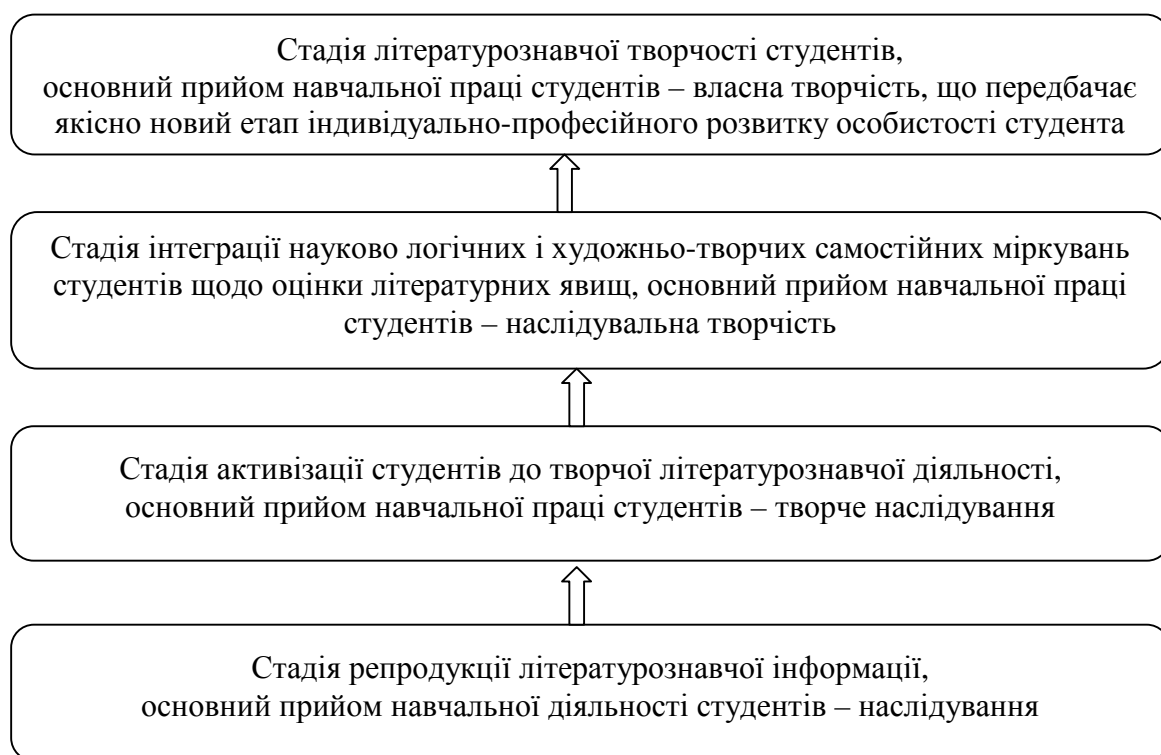 Стадія літературознавчої творчості студентів,
основний прийом навчальної праці студентів – власна творчість, що передбачає
якісно новий етап індивідуально-професійного розвитку особистості студента
Стадія інтеграції науково логічних і художньо-творчих самостійних міркувань
студентів щодо оцінки літературних явищ, основний прийом навчальної праці
студентів – наслідувальна творчість
Стадія активізації студентів до творчої літературознавчої діяльності,
основний прийом навчальної праці студентів – творче наслідування
Стадія репродукції літературознавчої інформації,
основний прийом навчальної діяльності студентів – наслідування